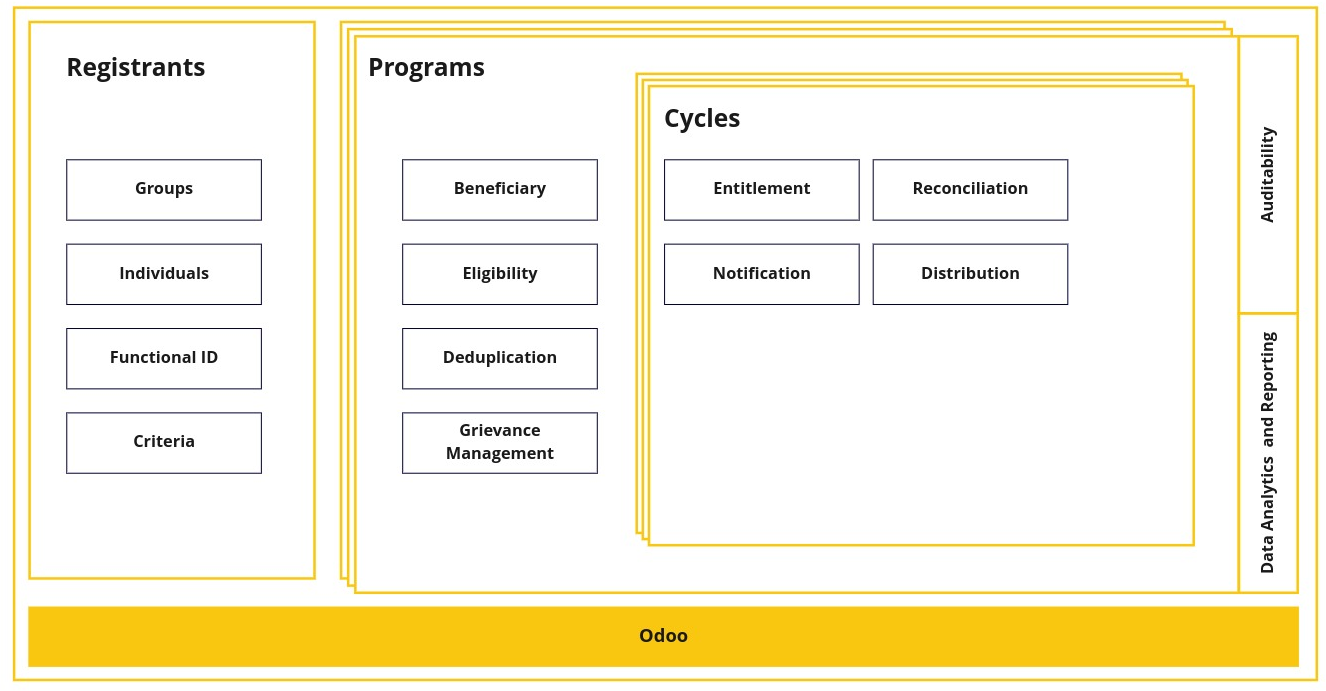 Registrants
Groups
Individuals
Functional ID
Criteria
Programs
Beneficiary
Eligibility
Deduplication
Grievance
Management
Cycles
Entitlement
Reconciliation
Notification
Distribution
Auditability
Data Analytics and Reporting
Odoo